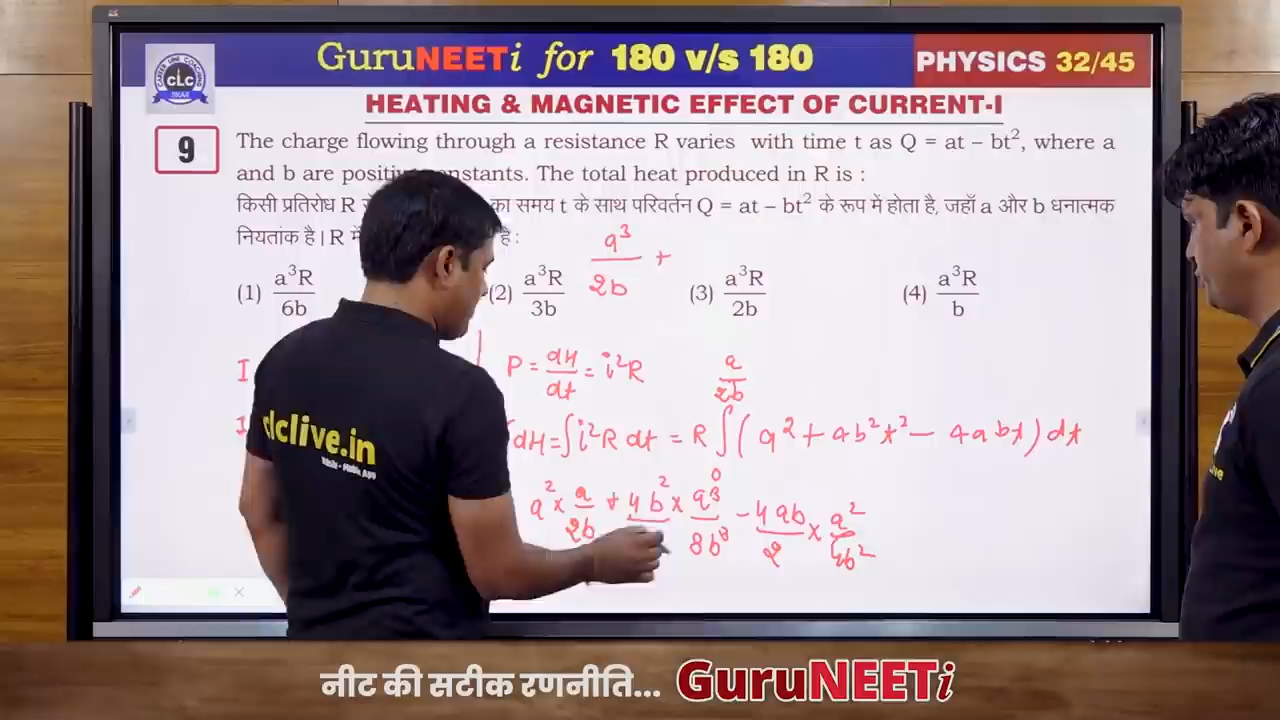 GuruNEETi for 180 v/s 180
PHYSICS 32/45
CLC
HEATING & MAGNETIC EFFECT OF CURRENT-I
9
The charge flowing through a resistance R varies with time t as Q = at – bt², where a
and b are positive constants. The total heat produced in R is :
किसी प्रतिरोध R का समय t के साथ परिवर्तन Q = at – bt² के रूप में होता है, जहाँ a और b धनात्मक
नियतांक है। R में है :
a³/2b +
(1) a³R/6b (2) a³R/3b (3) a³R/2b (4) a³R/b
I P = dH/dt = i²R a/2b
∫dH = ∫i²R dt = R ∫ (a² + 4b²t² – 4abt) dt
0
a² × a/2b + 4b² × a³/8b³ – 4ab/2 × a²/4b²
clclive.in
नीट की सटीक रणनीति... GuruNEETi